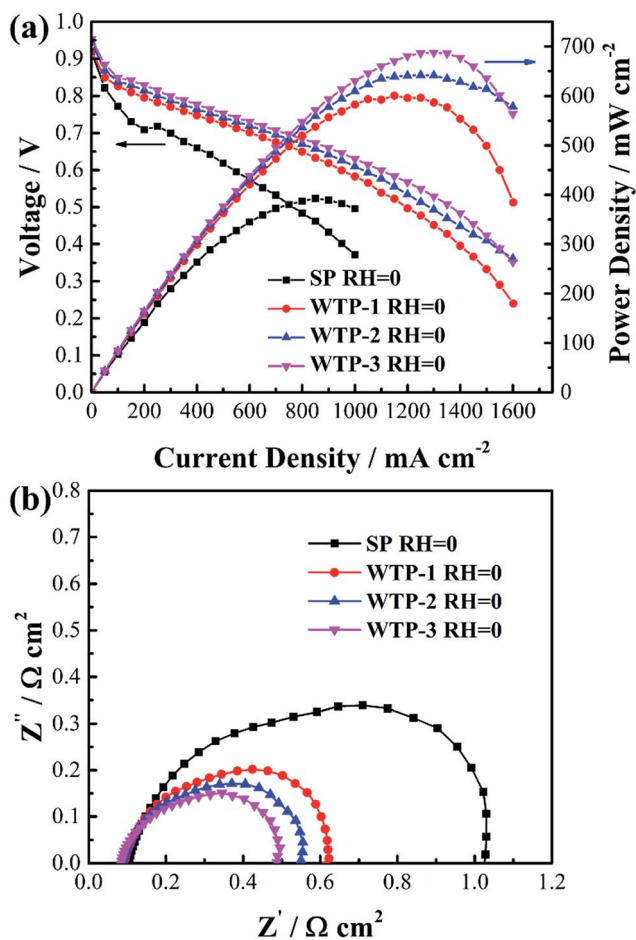 (a)
1.0
0.9
0.8
0.7
0.6
0.5
0.4
0.3
0.2
0.1
0.0
Voltage / V
700
600
500
400
300
200
100
0
Power Density / mW cm⁻²
SP RH=0
WTP-1 RH=0
WTP-2 RH=0
WTP-3 RH=0
0 200 400 600 800 1000 1200 1400 1600
Current Density / mA cm⁻²
(b)
0.8
0.7
0.6
0.5
0.4
0.3
0.2
0.1
0.0
Z'' / Ω cm²
SP RH=0
WTP-1 RH=0
WTP-2 RH=0
WTP-3 RH=0
0.0 0.2 0.4 0.6 0.8 1.0 1.2
Z' / Ω cm²